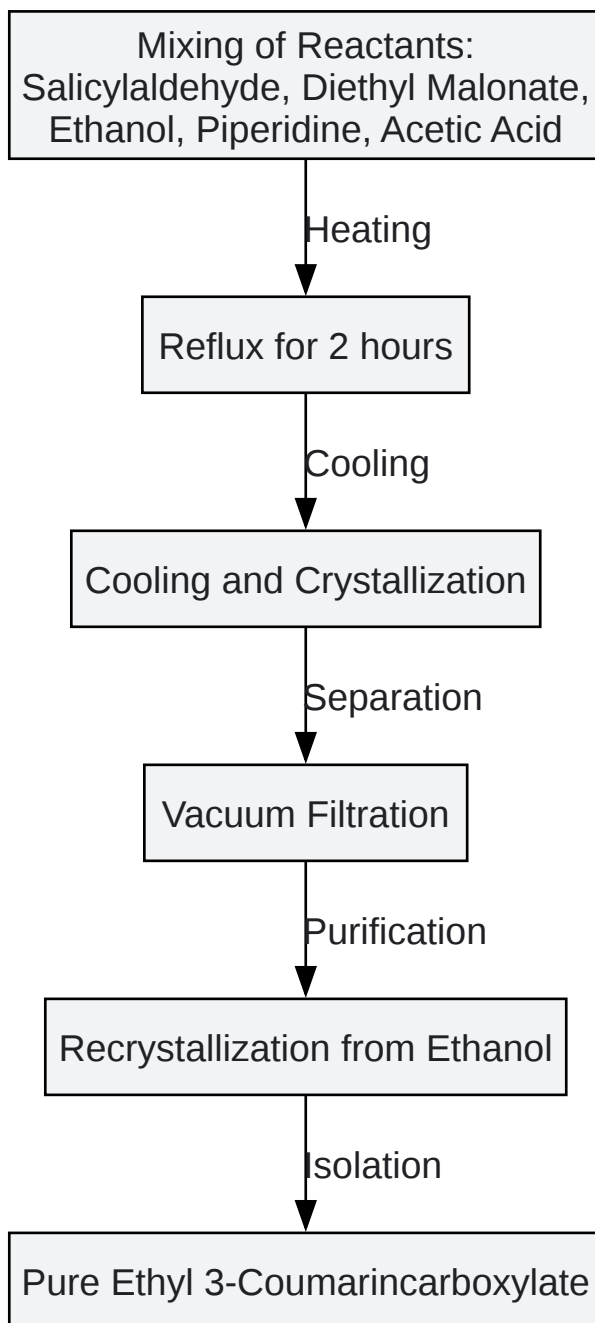 Mixing of Reactants:
Salicylaldehyde, Diethyl Malonate,
Ethanol, Piperidine, Acetic Acid
Heating
Reflux for 2 hours
Cooling
Cooling and Crystallization
Separation
Vacuum Filtration
Purification
Recrystallization from Ethanol
Isolation
Pure Ethyl 3-Coumarincarboxylate